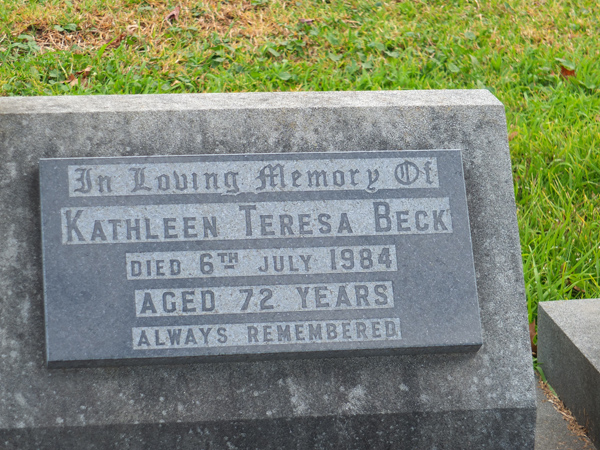 In Loving Memory Of
KATHLEEN TERESA BECK
DIED 6TH JULY 1984
AGED 72 YEARS
ALWAYS REMEMBERED